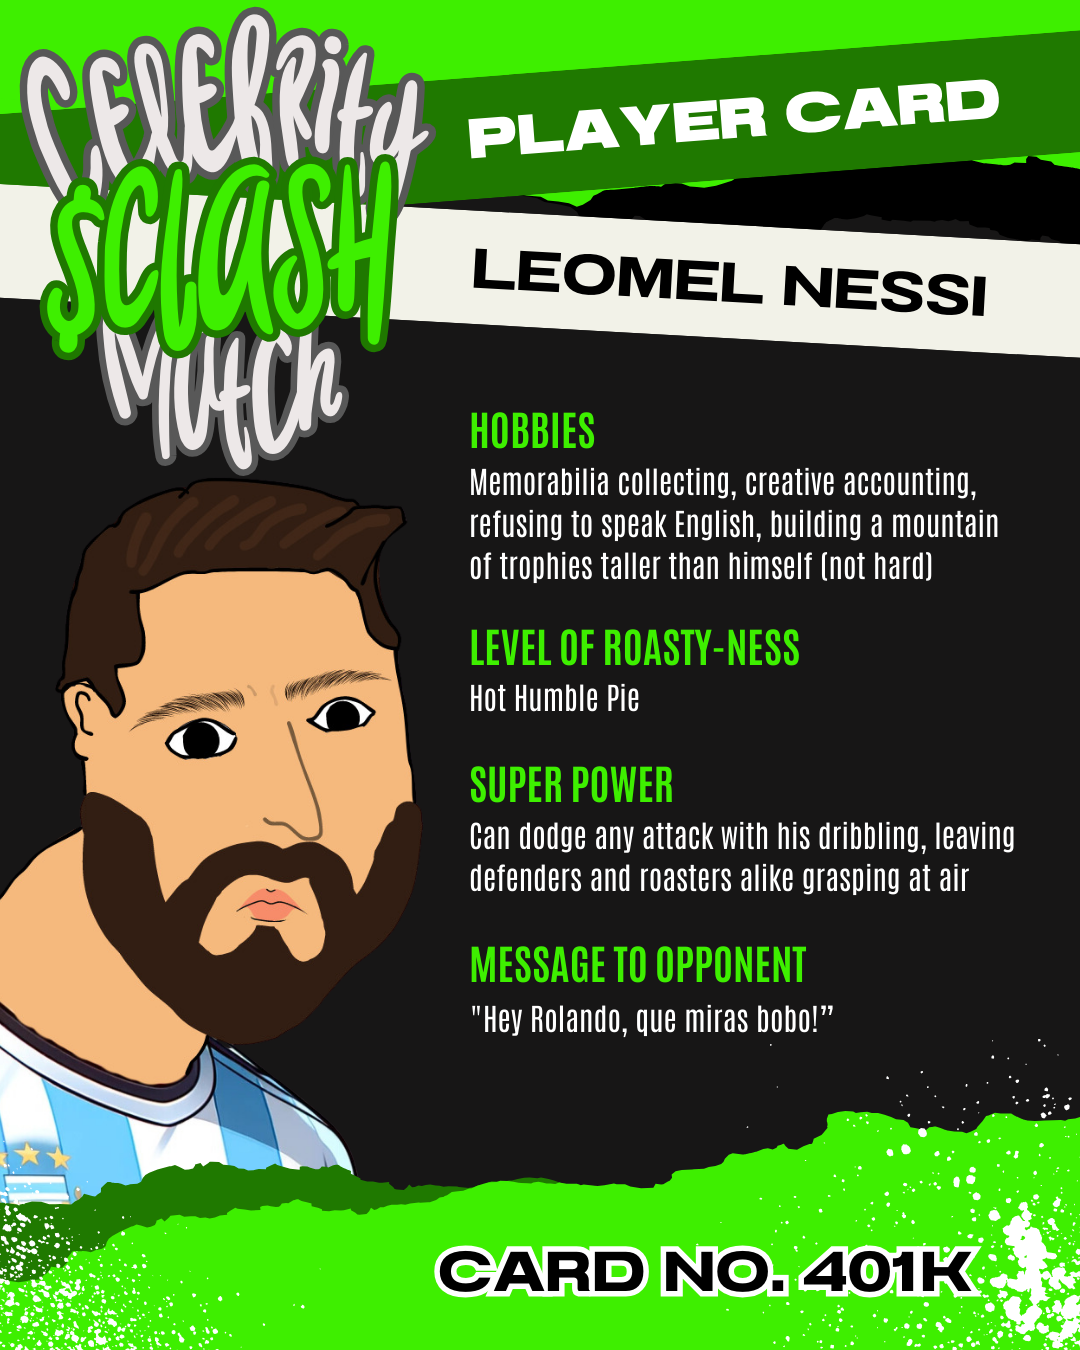 CELEBRITY
$CLASH
MATCH
PLAYER CARD
LEOMEL NESSI
HOBBIES
Memorabilia collecting, creative accounting,
refusing to speak English, building a mountain
of trophies taller than himself (not hard)
LEVEL OF ROASTY-NESS
Hot Humble Pie
SUPER POWER
Can dodge any attack with his dribbling, leaving
defenders and roasters alike grasping at air
MESSAGE TO OPPONENT
"Hey Rolando, que miras bobo!”
CARD NO. 401K